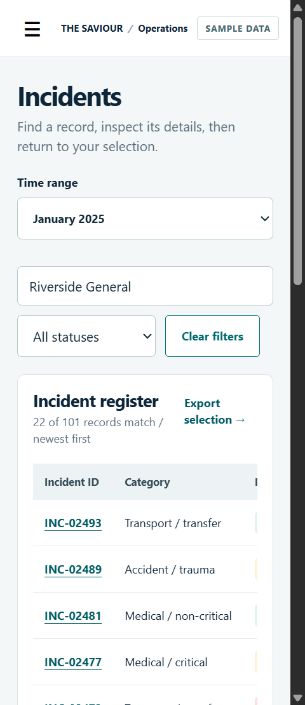 THE SAVIOUR / Operations SAMPLE DATA
Incidents
Find a record, inspect its details, then
return to your selection.
Time range
January 2025
Riverside General
All statuses Clear filters
Incident register
Export
selection →
22 of 101 records match /
newest first
Incident ID Category
INC-02493 Transport / transfer
INC-02489 Accident / trauma
INC-02481 Medical / non-critical
INC-02477 Medical / critical